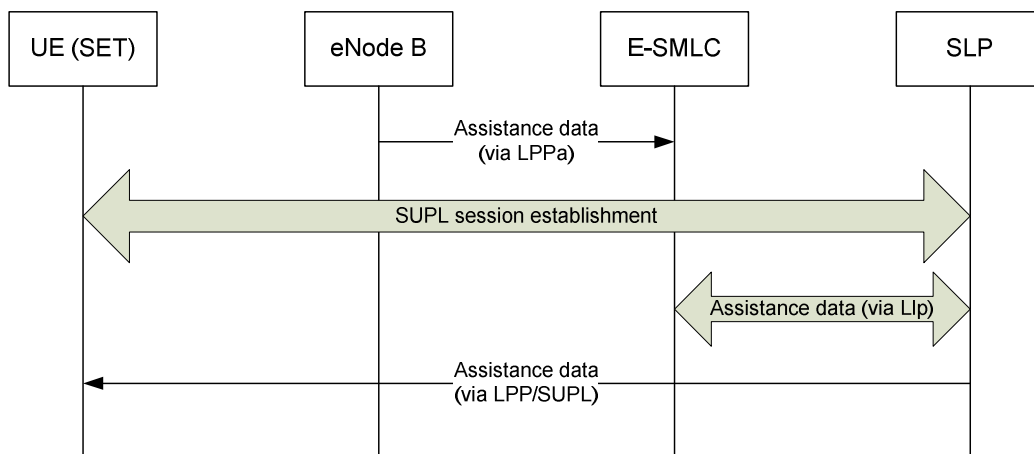 UE (SET)
eNode B
E-SMLC
SLP
Assistance data
(via LPPa)
SUPL session establishment
Assistance data (via Llp)
Assistance data
(via LPP/SUPL)